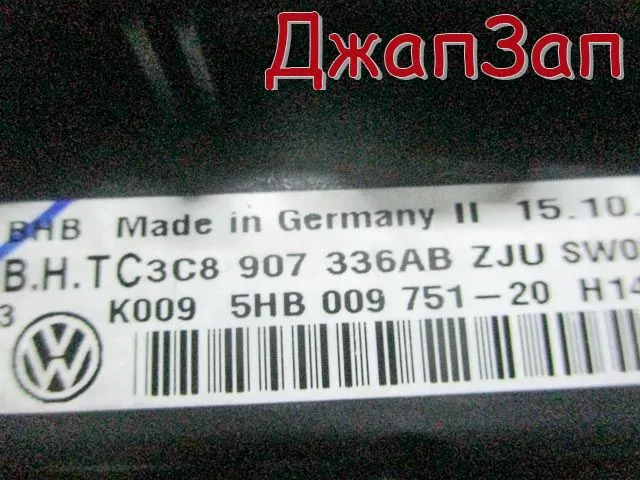 ДжапЗап
BHB Made in Germany II 15.10.
B.H.TC3C8 907 336AB ZJU SW0
3 K009 5HB 009 751-20 H14
VW